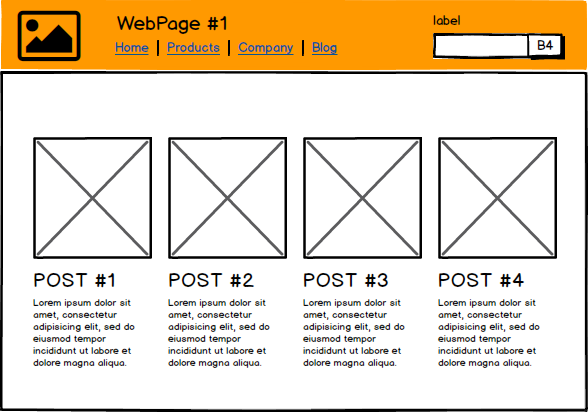 WebPage #1
Home | Products | Company | Blog
label
B4
POST #1
Lorem ipsum dolor sit
amet, consectetur
adipisicing elit, sed do
eiusmod tempor
incididunt ut labore et
dolore magna aliqua.
POST #2
Lorem ipsum dolor sit
amet, consectetur
adipisicing elit, sed do
eiusmod tempor
incididunt ut labore et
dolore magna aliqua.
POST #3
Lorem ipsum dolor sit
amet, consectetur
adipisicing elit, sed do
eiusmod tempor
incididunt ut labore et
dolore magna aliqua.
POST #4
Lorem ipsum dolor sit
amet, consectetur
adipisicing elit, sed do
eiusmod tempor
incididunt ut labore et
dolore magna aliqua.